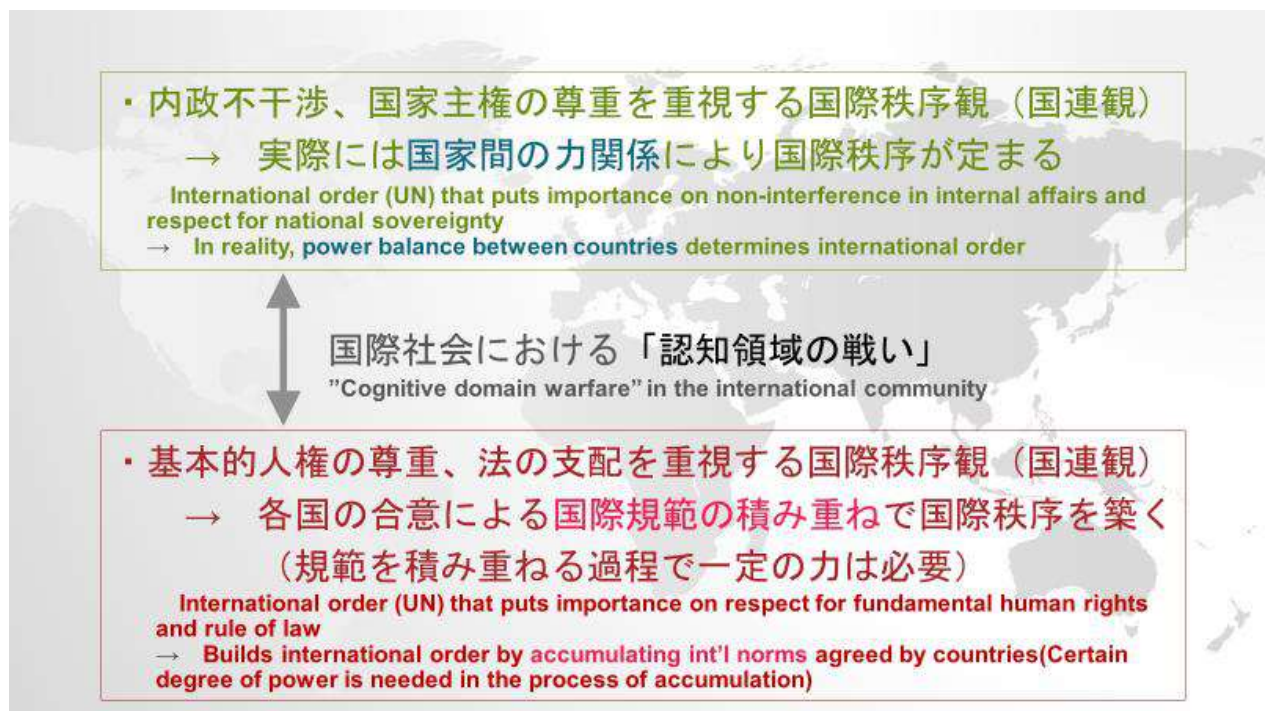 ・内政不干渉、国家主権の尊重を重視する国際秩序観（国連観）
→ 実際には国家間の力関係により国際秩序が定まる
International order (UN) that puts importance on non-interference in internal affairs and
respect for national sovereignty
→ In reality, power balance between countries determines international order
国際社会における「認知領域の戦い」
”Cognitive domain warfare” in the international community
・基本的人権の尊重、法の支配を重視する国際秩序観（国連観）
→ 各国の合意による国際規範の積み重ねで国際秩序を築く
（規範を積み重ねる過程で一定の力は必要）
International order (UN) that puts importance on respect for fundamental human rights
and rule of law
→ Builds international order by accumulating int’l norms agreed by countries(Certain
degree of power is needed in the process of accumulation)